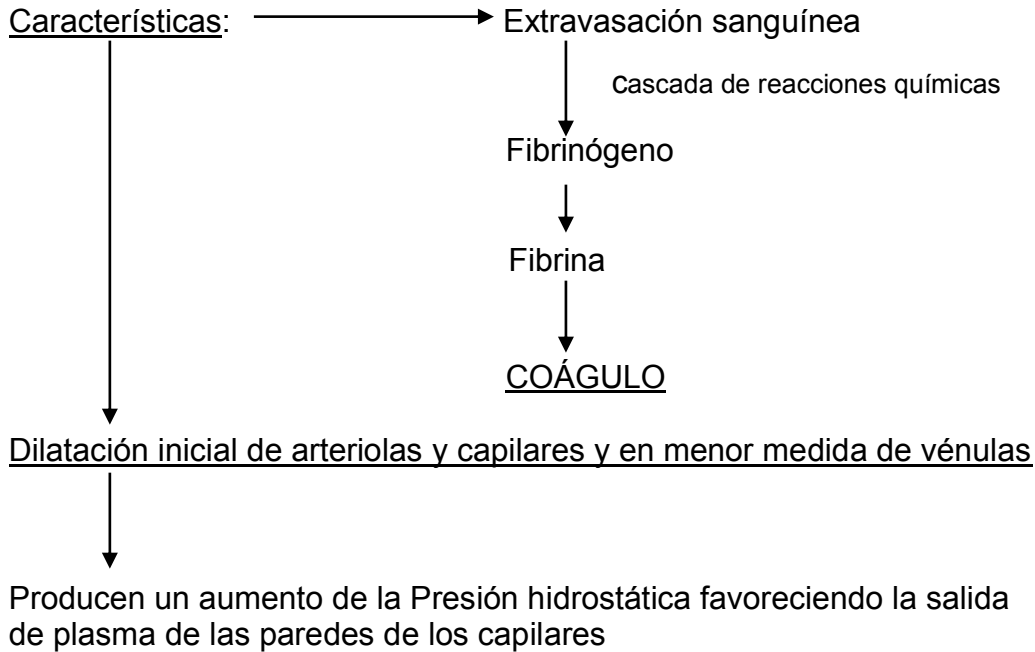 Características:
Extravasación sanguínea
cascada de reacciones químicas
Fibrinógeno
Fibrina
COÁGULO
Dilatación inicial de arteriolas y capilares y en menor medida de vénulas
Producen un aumento de la Presión hidrostática favoreciendo la salida
de plasma de las paredes de los capilares